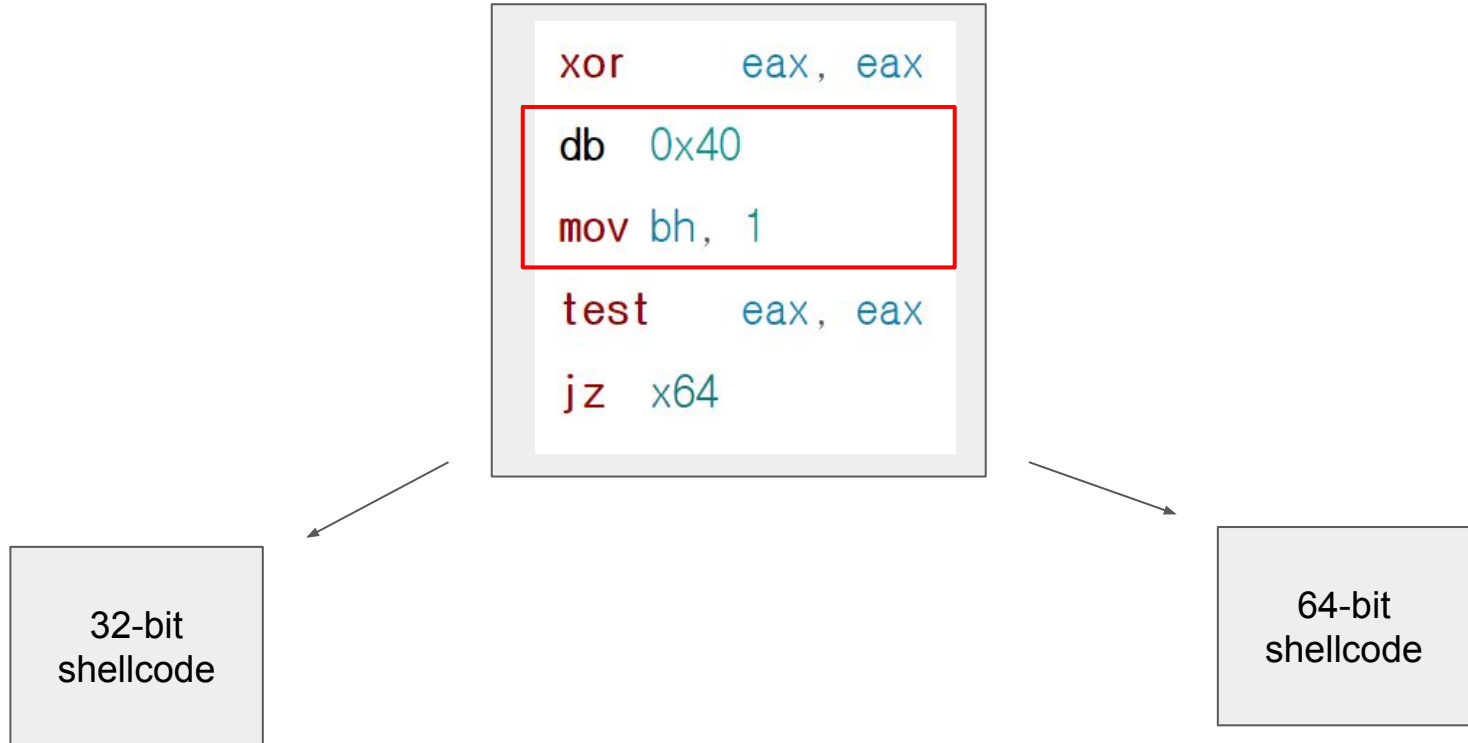 xor eax, eax
db 0x40
mov bh, 1
test eax, eax
jz x64
32-bit
shellcode
64-bit
shellcode